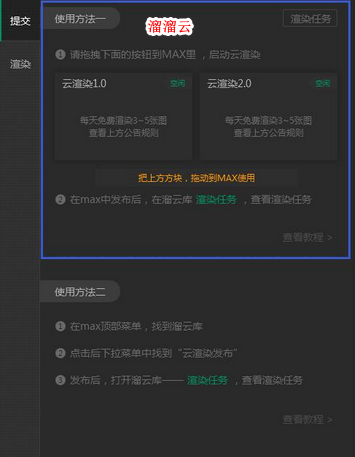 提交
渲染
使用方法一
溜溜云
渲染任务
1 请拖拽下面的按钮到MAX里，启动云渲染
云渲染1.0 空闲
每天免费渲染3~5张图
查看上方公告规则
云渲染2.0 空闲
每天免费渲染3~5张图
查看上方公告规则
把上方方块，拖动到MAX使用
2 在max中发布后，在溜云库 渲染任务 ，查看渲染任务
查看教程 >
使用方法二
1 在max顶部菜单，找到溜云库
2 点击后下拉菜单中找到“云渲染发布”
3 发布后，打开溜云库—— 渲染任务 ，查看渲染任务
查看教程 >